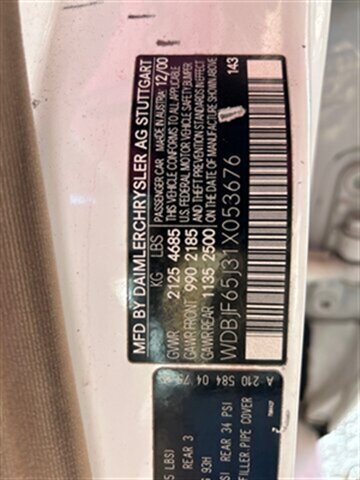 MFD BY DAIMLERCHRYSLER AG STUTTGART
PASSENGER CAR MADE IN AUSTRIA 12/00
KG LBS
GVWR 2125 4685
GAWR FRONT 990 2185
GAWR REAR 1135 2500
THIS VEHICLE CONFORMS TO ALL APPLICABLE
U.S. FEDERAL MOTOR VEHICLE SAFETY BUMPER
AND THEFT PREVENTION STANDARDS IN EFFECT
ON THE DATE OF MANUFACTURE SHOWN ABOVE
WDBJF65J31X053676 143
A 210 584 04
LBS)
REAR 3
93H
PSI REAR 34 PSI
FILLER PIPE COVER